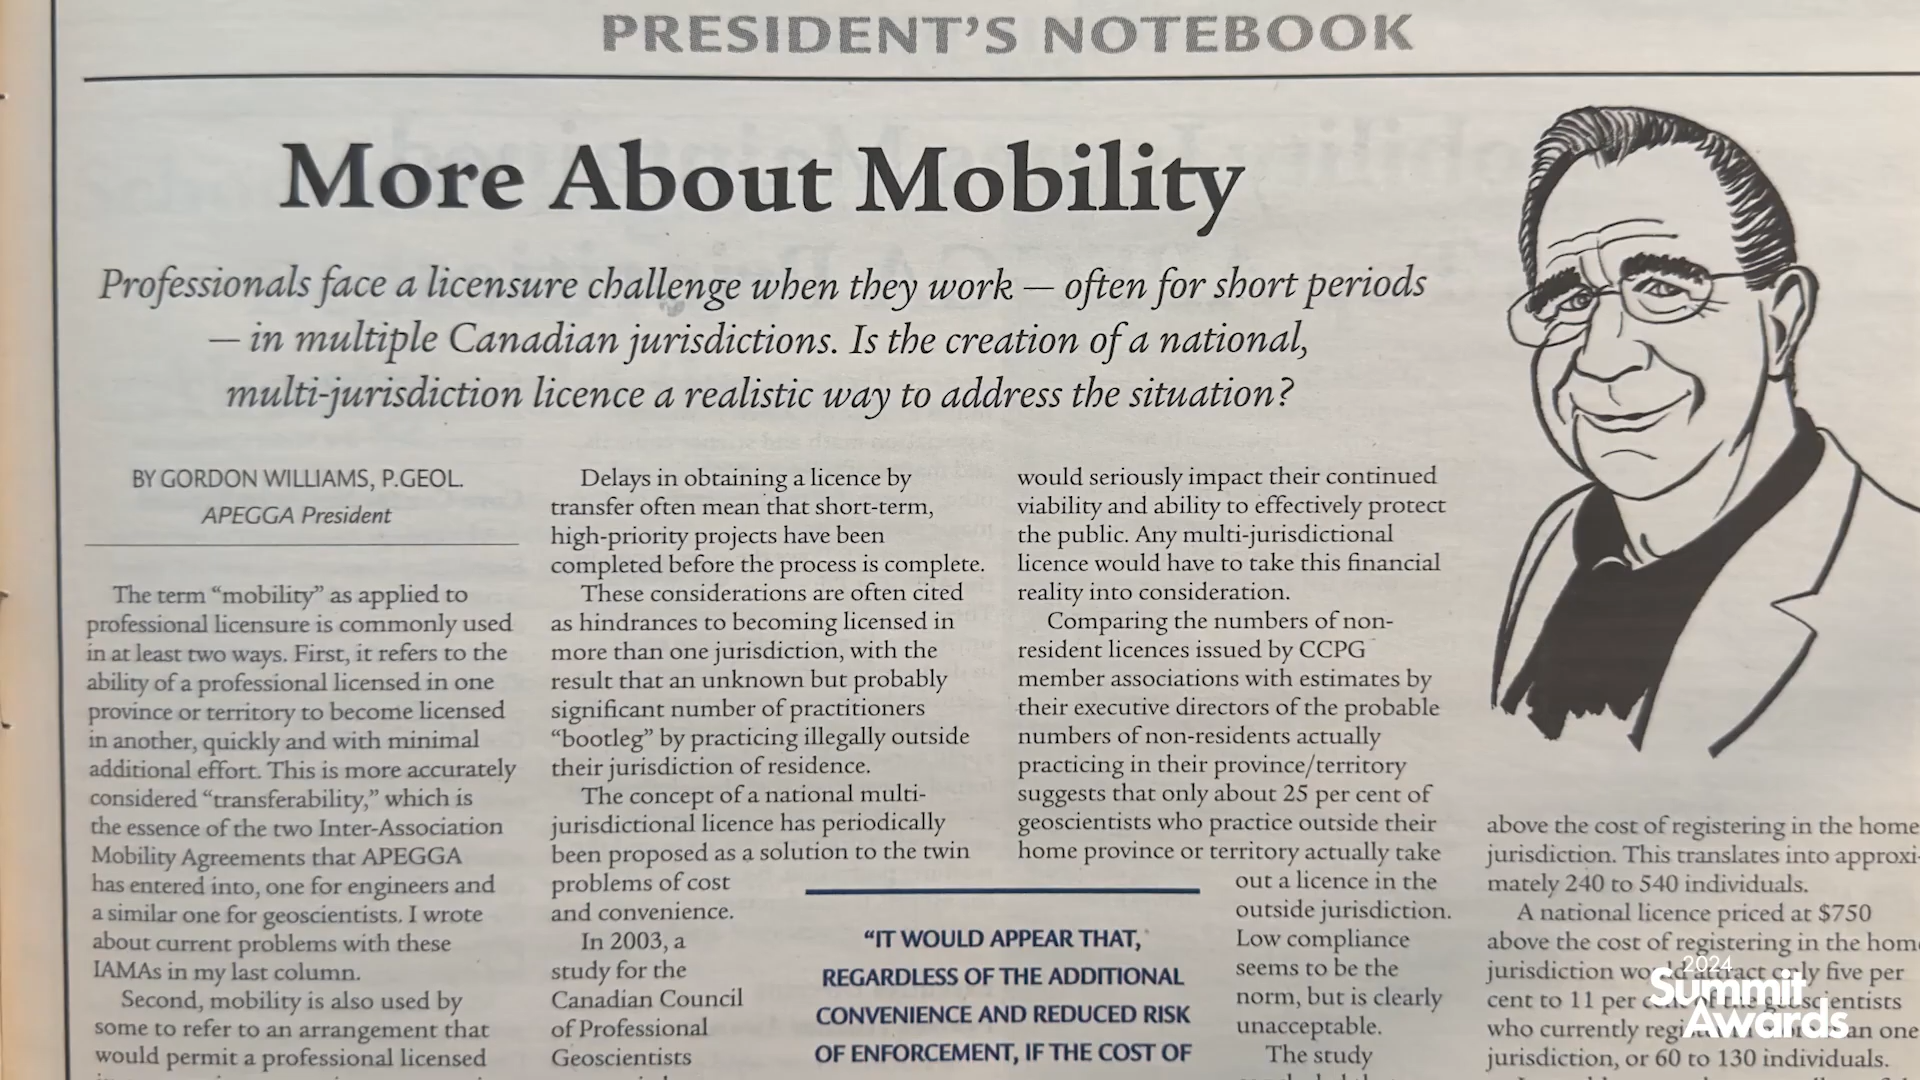 PRESIDENT'S NOTEBOOK
More About Mobility
Professionals face a licensure challenge when they work — often for short periods
— in multiple Canadian jurisdictions. Is the creation of a national,
multi-jurisdiction licence a realistic way to address the situation?
BY GORDON WILLIAMS, P.GEOL.
APEGGA President
The term “mobility” as applied to
professional licensure is commonly used
in at least two ways. First, it refers to the
ability of a professional licensed in one
province or territory to become licensed
in another, quickly and with minimal
additional effort. This is more accurately
considered “transferability,” which is
the essence of the two Inter-Association
Mobility Agreements that APEGGA
has entered into, one for engineers and
a similar one for geoscientists. I wrote
about current problems with these
IAMAs in my last column.
Second, mobility is also used by
some to refer to an arrangement that
would permit a professional licensed
Delays in obtaining a licence by
transfer often mean that short-term,
high-priority projects have been
completed before the process is complete.
These considerations are often cited
as hindrances to becoming licensed in
more than one jurisdiction, with the
result that an unknown but probably
significant number of practitioners
“bootleg” by practicing illegally outside
their jurisdiction of residence.
The concept of a national multi-
jurisdictional licence has periodically
been proposed as a solution to the twin
problems of cost
and convenience.
In 2003, a
study for the
Canadian Council
of Professional
Geoscientists
“IT WOULD APPEAR THAT,
REGARDLESS OF THE ADDITIONAL
CONVENIENCE AND REDUCED RISK
OF ENFORCEMENT, IF THE COST OF
would seriously impact their continued
viability and ability to effectively protect
the public. Any multi-jurisdictional
licence would have to take this financial
reality into consideration.
Comparing the numbers of non-
resident licences issued by CCPG
member associations with estimates by
their executive directors of the probable
numbers of non-residents actually
practicing in their province/territory
suggests that only about 25 per cent of
geoscientists who practice outside their
home province or territory actually take
out a licence in the
outside jurisdiction.
Low compliance
seems to be the
norm, but is clearly
unacceptable.
The study
above the cost of registering in the home
jurisdiction. This translates into approxi-
mately 240 to 540 individuals.
A national licence priced at $750
above the cost of registering in the home
jurisdiction would attract only five per
cent to 11 per cent of the geoscientists
who currently more an one
jurisdiction, or 60 to 130 individuals.
2024
Summit
Awards